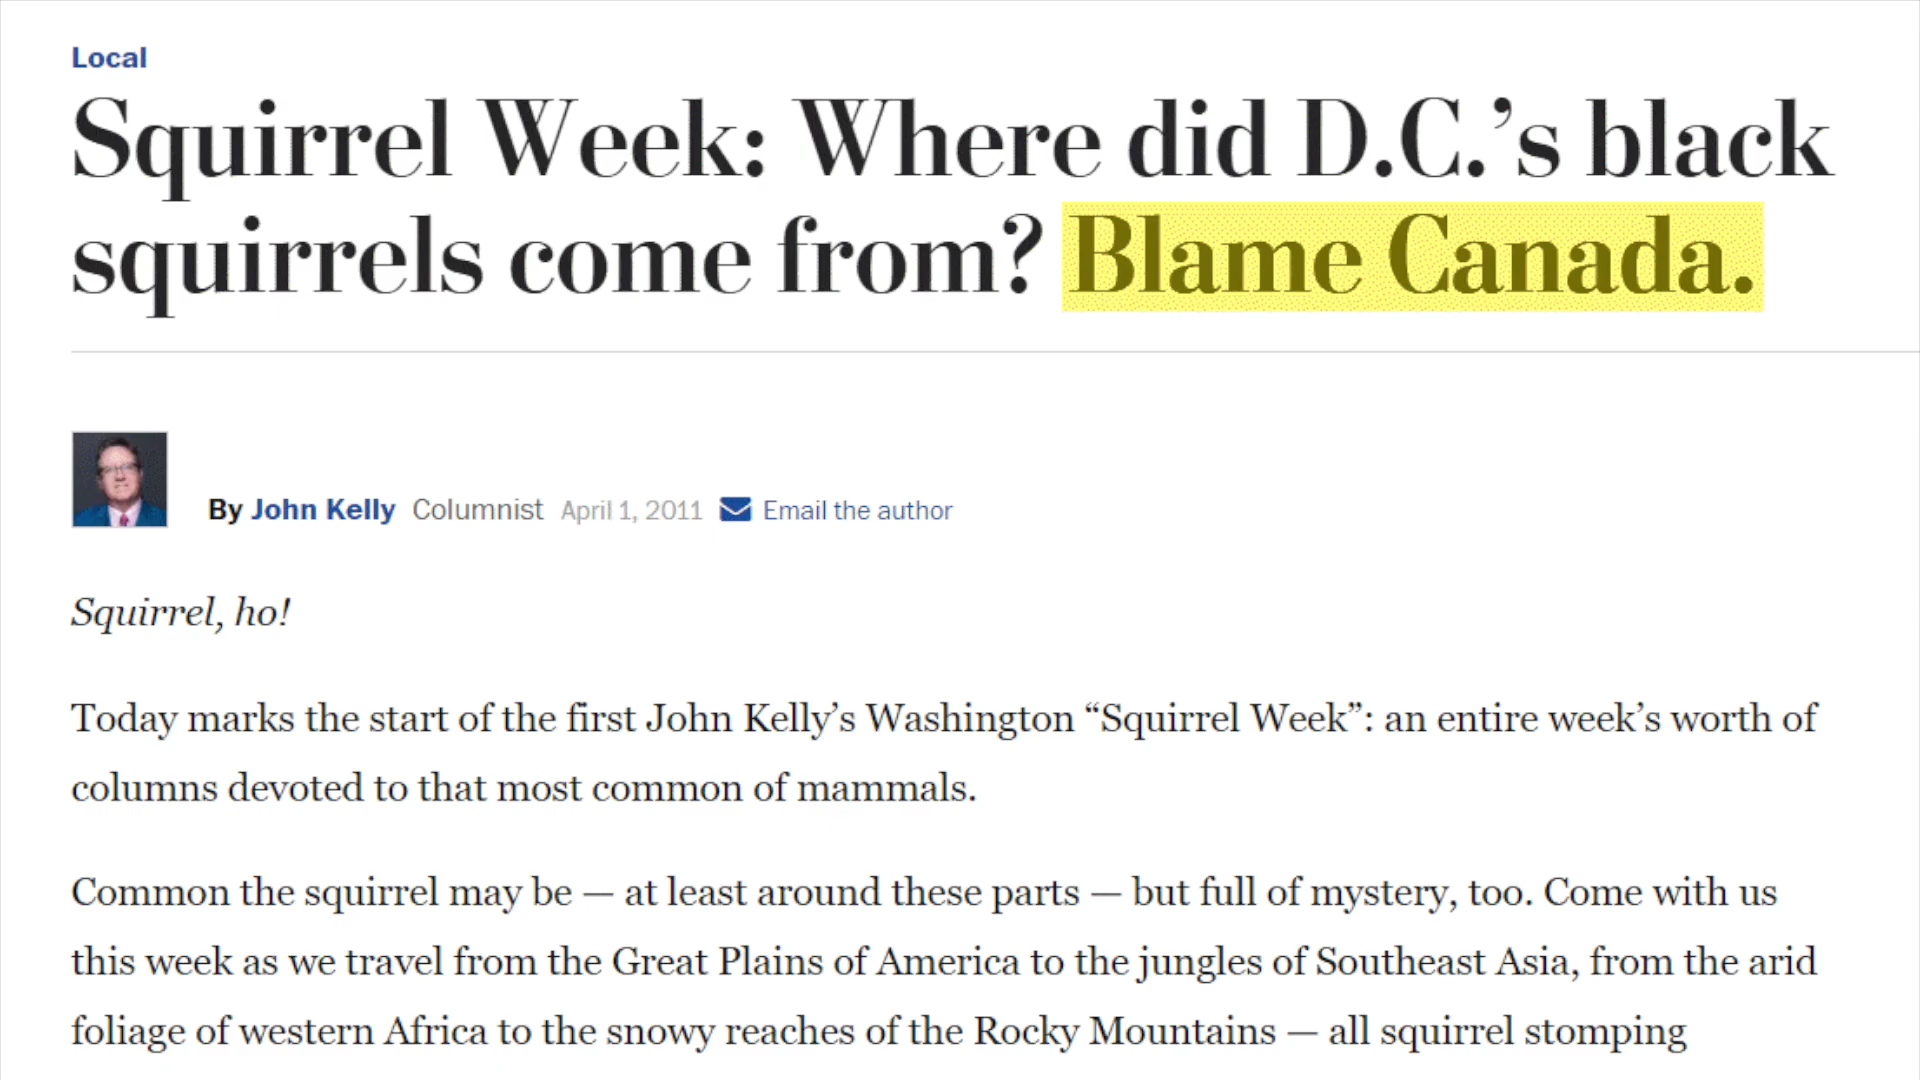 Local
Squirrel Week: Where did D.C.’s black
squirrels come from? Blame Canada.
By John Kelly Columnist April 1, 2011 Email the author
Squirrel, ho!
Today marks the start of the first John Kelly’s Washington “Squirrel Week”: an entire week’s worth of
columns devoted to that most common of mammals.
Common the squirrel may be — at least around these parts — but full of mystery, too. Come with us
this week as we travel from the Great Plains of America to the jungles of Southeast Asia, from the arid
foliage of western Africa to the snowy reaches of the Rocky Mountains — all squirrel stomping